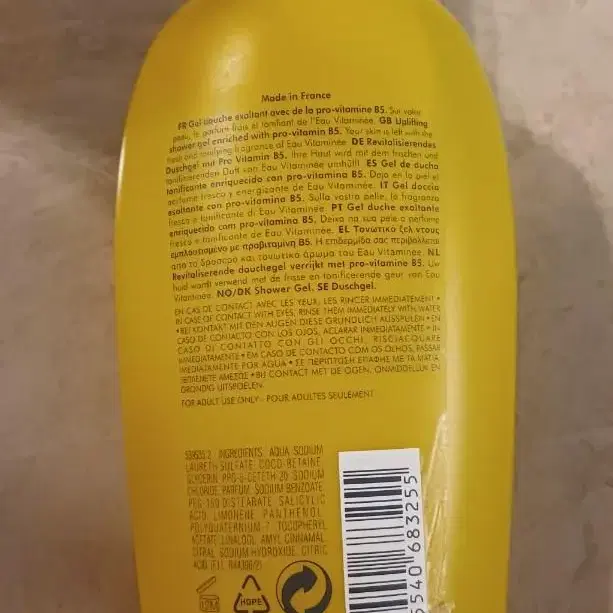 Made in France
FR Gel douche exaltant avec de la pro-vitamine B5. Sur votre
peau, le parfum frais et tonifiant de l'Eau Vitaminée. GB Uplifting
shower gel enriched with pro-vitamin B5. Your skin is left with the
fresh and tonifying fragrance of Eau Vitaminée. DE Revitalisierendes
Duschgel mit Pro Vitamin B5. Ihre Haut wird mit dem frischen und
tonifizierenden Duft von Eau Vitaminée umhüllt. ES Gel de ducha
tonificante enriquecido con pro-vitamina B5. Deja en la piel el
perfume fresco y energizante de Eau Vitaminée. IT Gel doccia
esaltante con pro-vitamina B5. Sulla vostra pelle, la fragranza
fresca e tonificante di Eau Vitaminée. PT Gel duche exaltante
enriquecido com pro-vitamina B5. Deixa na sua pele o perfume
fresco e tonificante de Eau Vitaminée. EL Τονωτικό ζελ ντους
εμπλουτισμένο με προβιταμίνη B5. Η επιδερμίδα σας περιβάλλεται
από το δροσερό και τονωτικό άρωμα του Eau Vitaminée. NL
Revitaliserende douchegel verrijkt met pro-vitamine B5. Uw
huid wordt verwend met de frisse en tonificerende geur van Eau
Vitaminée. NO/DK Shower Gel. SE Duschgel.
EN CAS DE CONTACT AVEC LES YEUX, LES RINCER IMMEDIATEMENT •
IN CASE OF CONTACT WITH EYES, RINSE THEM IMMEDIATELY WITH WATER
• BEI KONTAKT MIT DEN AUGEN DIESE GRÜNDLICH AUSSPÜLEN • EN
CASO DE CONTACTO CON LOS OJOS, ACLARAR INMEDIATAMENTE • IN
CASO DI CONTATTO CON GLI OCCHI, RISCIACQUARE
IMMEDIATAMENTE • EM CASO DE CONTACTO COM OS OLHOS, PASSAR
IMEDIATAMENTE POR AGUA • ΣΕ ΠΕΡΙΠΤΩΣΗ ΕΠΑΦΗΣ ΜΕ ΤΑ ΜΑΤΙΑ,
ΞΕΠΛΕΝΕΤΕ ΑΜΕΣΩΣ • BIJ CONTACT MET DE OGEN, ONMIDDELLIJK EN
GRONDIG UITSPOELEN.
FOR ADULT USE ONLY - POUR ADULTES SEULEMENT
INGREDIENTS: AQUA, SODIUM
LAURETH SULFATE, COCO-BETAINE,
GLYCERIN, PPG-5-CETETH-20, SODIUM
CHLORIDE, PARFUM, SODIUM BENZOATE,
PEG-150 DISTEARATE, SALICYLIC
ACID, LIMONENE, PANTHENOL,
POLYQUATERNIUM 7, TOCOPHERYL
ACETATE, LINALOOL, AMYL CINNAMAL,
CITRAL, SODIUM HYDROXIDE, CITRIC
ACID
12M
HDPE
5540 683255